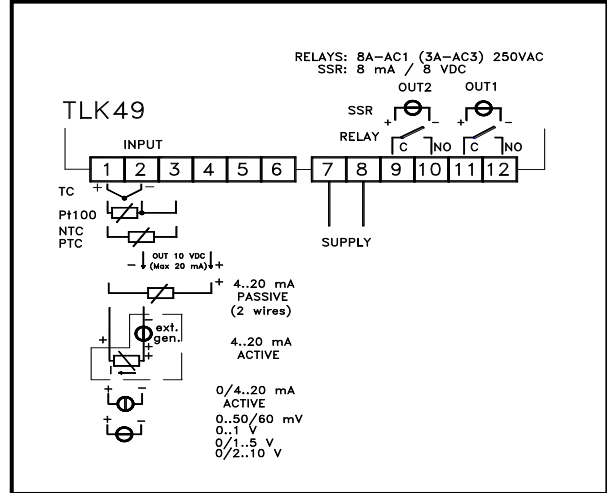 RELAYS: 8A-AC1 (3A-AC3) 250VAC
SSR: 8 mA / 8 VDC
OUT2 OUT1
TLK49
SSR
+ - + -
RELAY
INPUT
C NO C NO
1 2 3 4 5 6 7 8 9 10 11 12
TC + -
Pt100
NTC
PTC
SUPPLY
OUT 10 VDC
- (Max 20 mA) +
+ 4..20 mA
PASSIVE
(2 wires)
-
ext.
gen.
+ +
+
4..20 mA
ACTIVE
I
+ - 0/4..20 mA
ACTIVE
+ - 0..50/60 mV
0..1 V
0/1..5 V
0/2..10 V